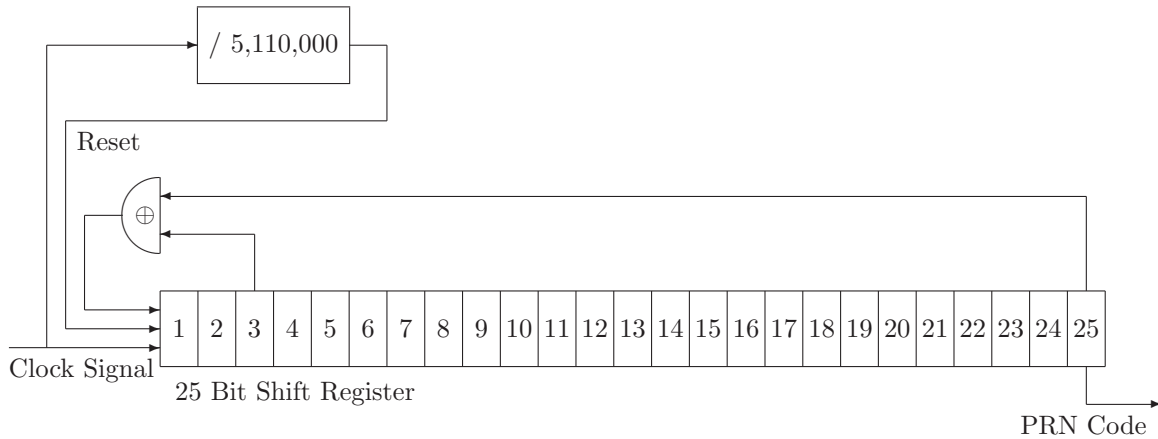 / 5,110,000
Reset
⊕
1 2 3 4 5 6 7 8 9 10 11 12 13 14 15 16 17 18 19 20 21 22 23 24 25
Clock Signal
25 Bit Shift Register
PRN Code